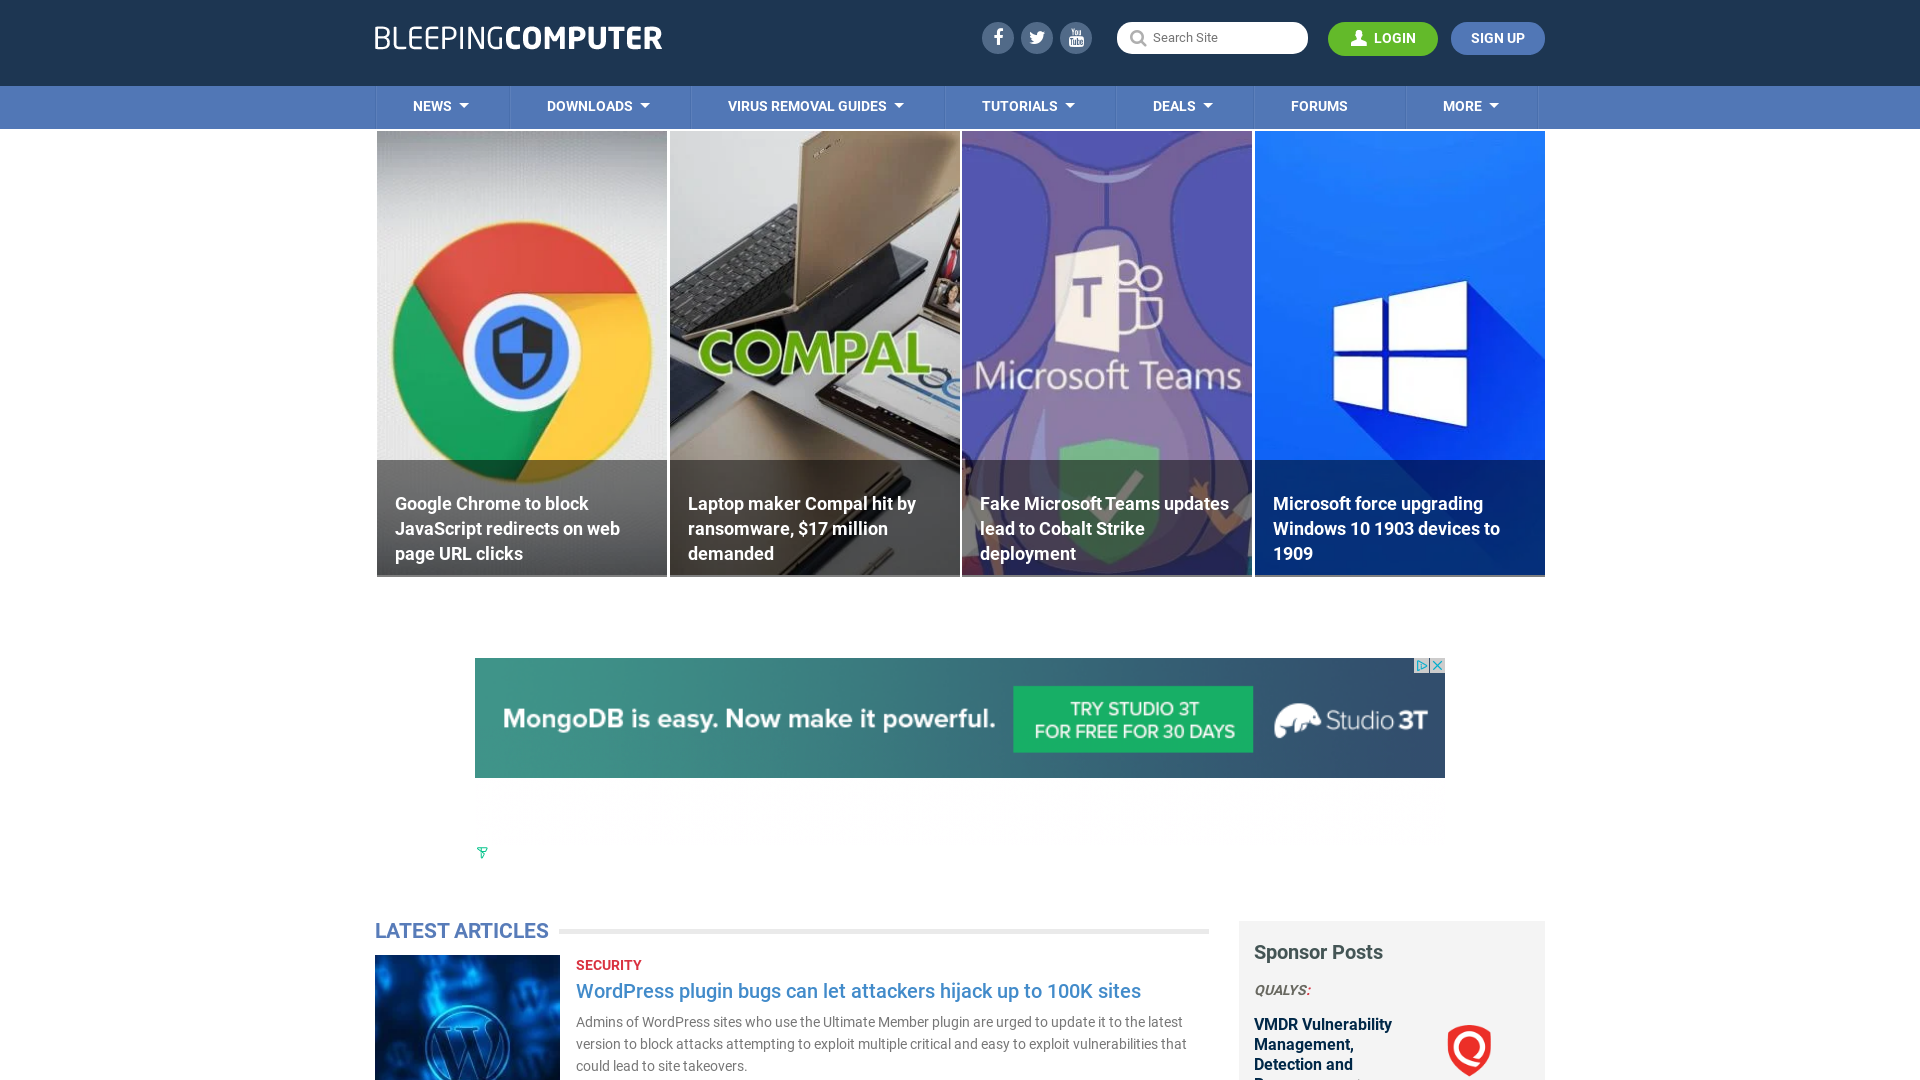 BLEEPINGCOMPUTER
You
Tube
Search Site
LOGIN
SIGN UP
NEWS
DOWNLOADS
VIRUS REMOVAL GUIDES
TUTORIALS
DEALS
FORUMS
MORE
COMPAL
T
Microsoft Teams
Google Chrome to block
JavaScript redirects on web
page URL clicks
Laptop maker Compal hit by
ransomware, $17 million
demanded
Fake Microsoft Teams updates
lead to Cobalt Strike
deployment
Microsoft force upgrading
Windows 10 1903 devices to
1909
MongoDB is easy. Now make it powerful.
TRY STUDIO 3T
FOR FREE FOR 30 DAYS
Studio 3T
LATEST ARTICLES
SECURITY
WordPress plugin bugs can let attackers hijack up to 100K sites
Admins of WordPress sites who use the Ultimate Member plugin are urged to update it to the latest
version to block attacks attempting to exploit multiple critical and easy to exploit vulnerabilities that
could lead to site takeovers.
Sponsor Posts
QUALYS:
VMDR Vulnerability
Management,
Detection and